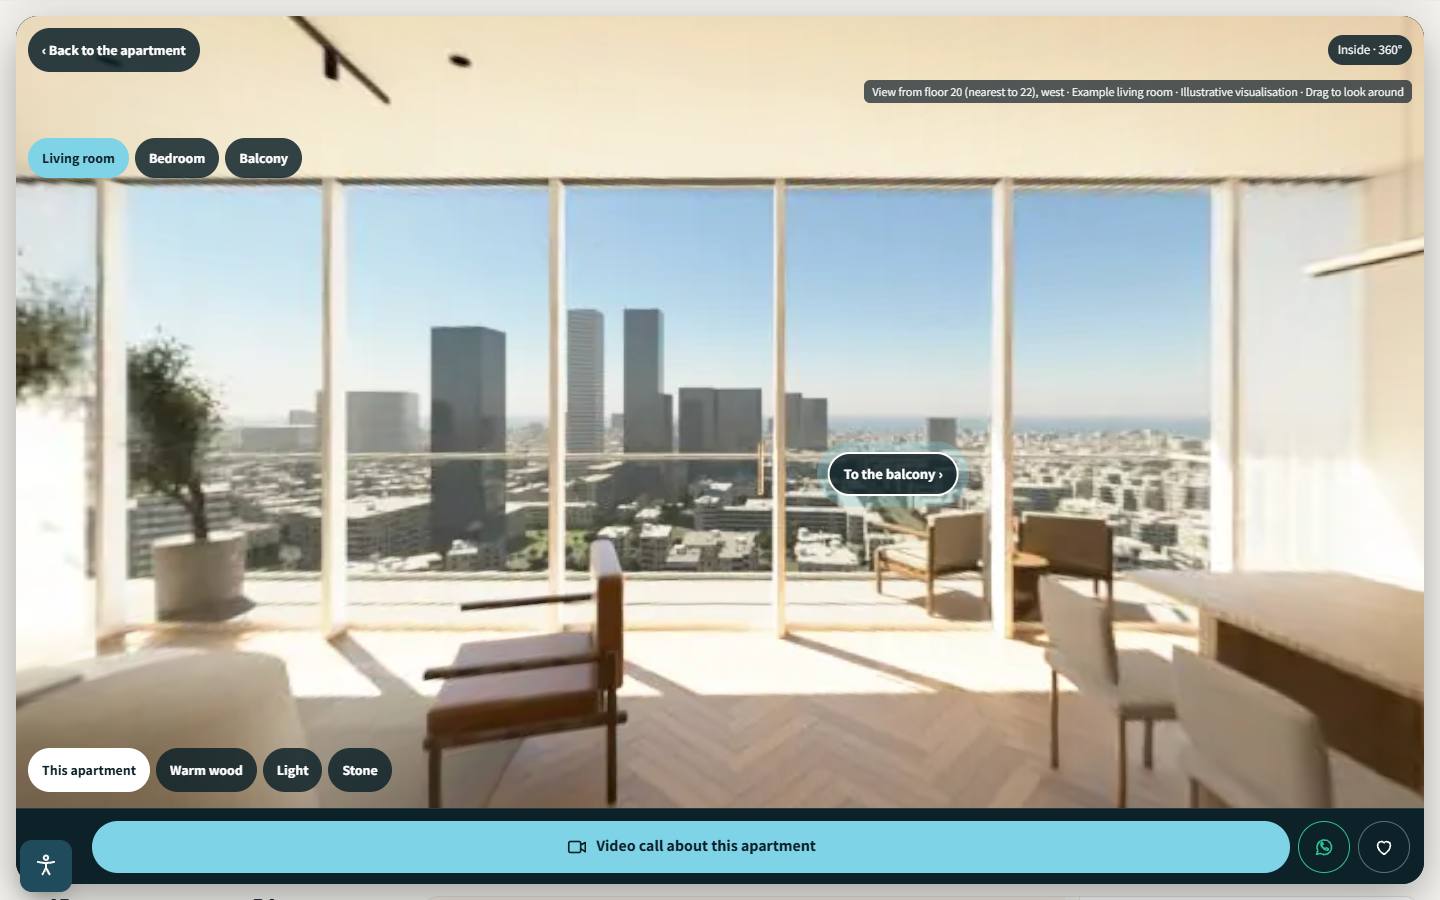 ‹ Back to the apartment
Inside · 360°
View from floor 20 (nearest to 22), west · Example living room · Illustrative visualisation · Drag to look around
Living room
Bedroom
Balcony
To the balcony ›
This apartment
Warm wood
Light
Stone
Video call about this apartment